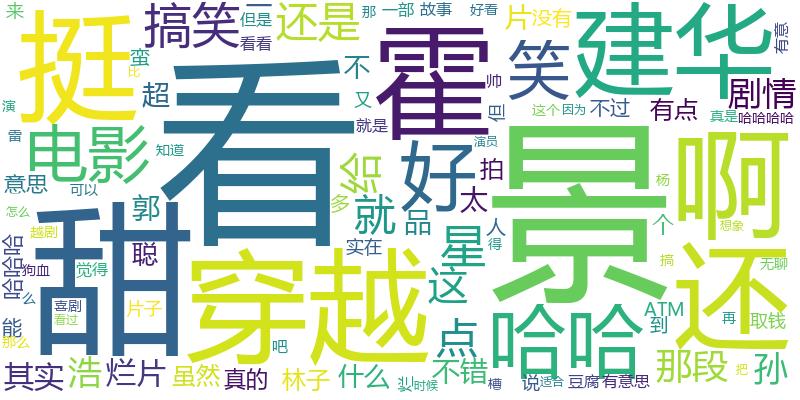 来
那
一部
故事
好看
片
没有
挺
搞笑
一
但是
看看
还是
霍
笑
建华
有意
蛮
比
超
不
又
帅
但
剧情
哈哈哈哈
真是
演
雷
电影
知道
看
就是
这个
因为
不过
有点
演员
给
好
拍
太
景
啊
杨
个
想象
意思
可以
怎么
越剧
郭
多
就
品
人
得
甜
聪
实在
星
这
搞
无聊
还
哈哈哈
狗血
觉得
么
能
喜剧
看过
那么
片子
穿越
吧
点
哈哈
ATM
到
再
取钱
其实
浩
烂片
虽然
真的
林子
什么
时候
不错
槽
说
适合
豆腐
有意思
那段
把
孙